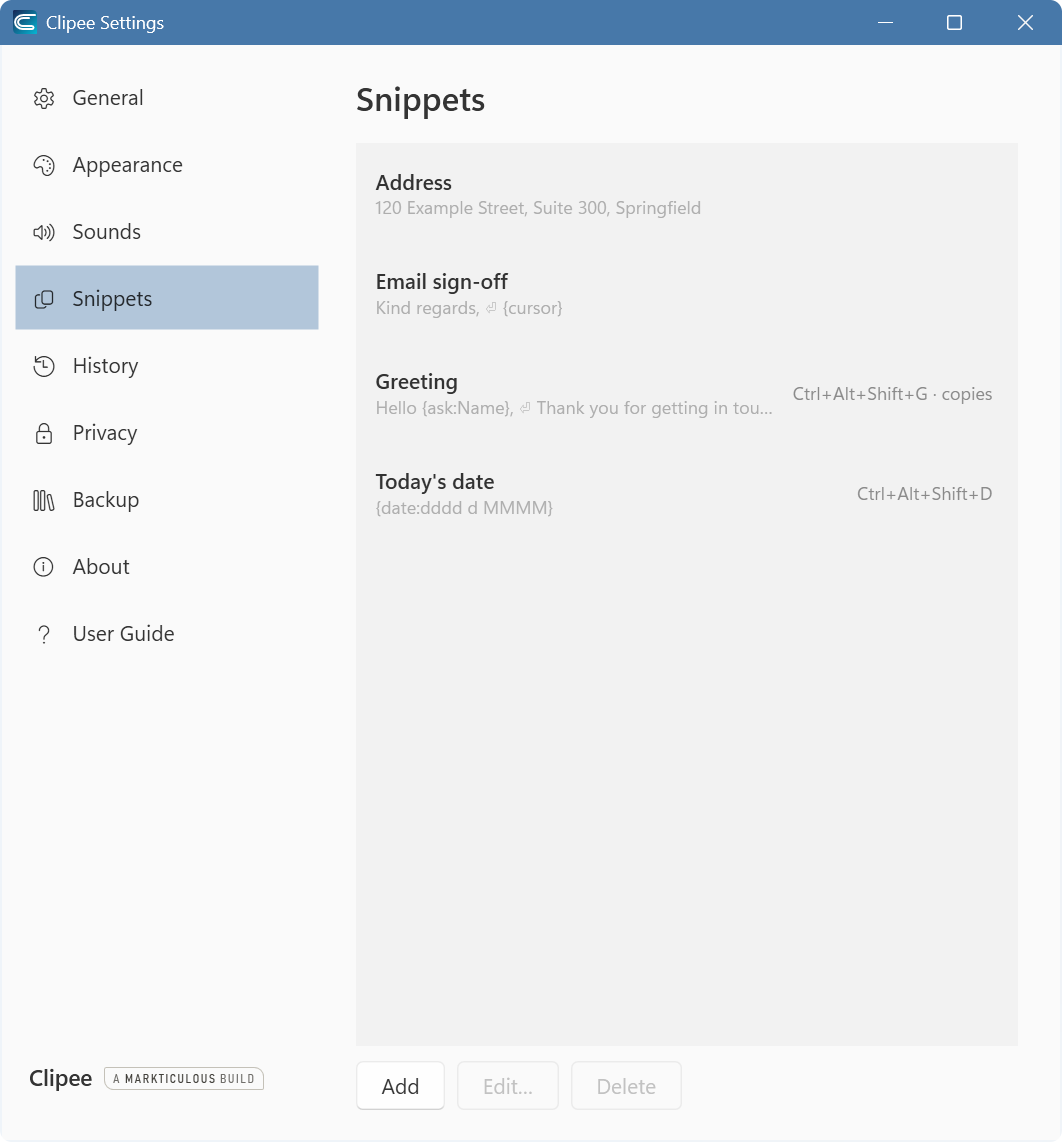 Clipee Settings
General
Appearance
Sounds
Snippets
History
Privacy
Backup
About
User Guide
Clipee
A MARKTICULOUS BUILD
Snippets
Address
120 Example Street, Suite 300, Springfield
Email sign-off
Kind regards, ⏎ {cursor}
Greeting
Hello {ask:Name}, ⏎ Thank you for getting in tou...
Ctrl+Alt+Shift+G · copies
Today's date
{date:dddd d MMMM}
Ctrl+Alt+Shift+D
Add
Edit...
Delete